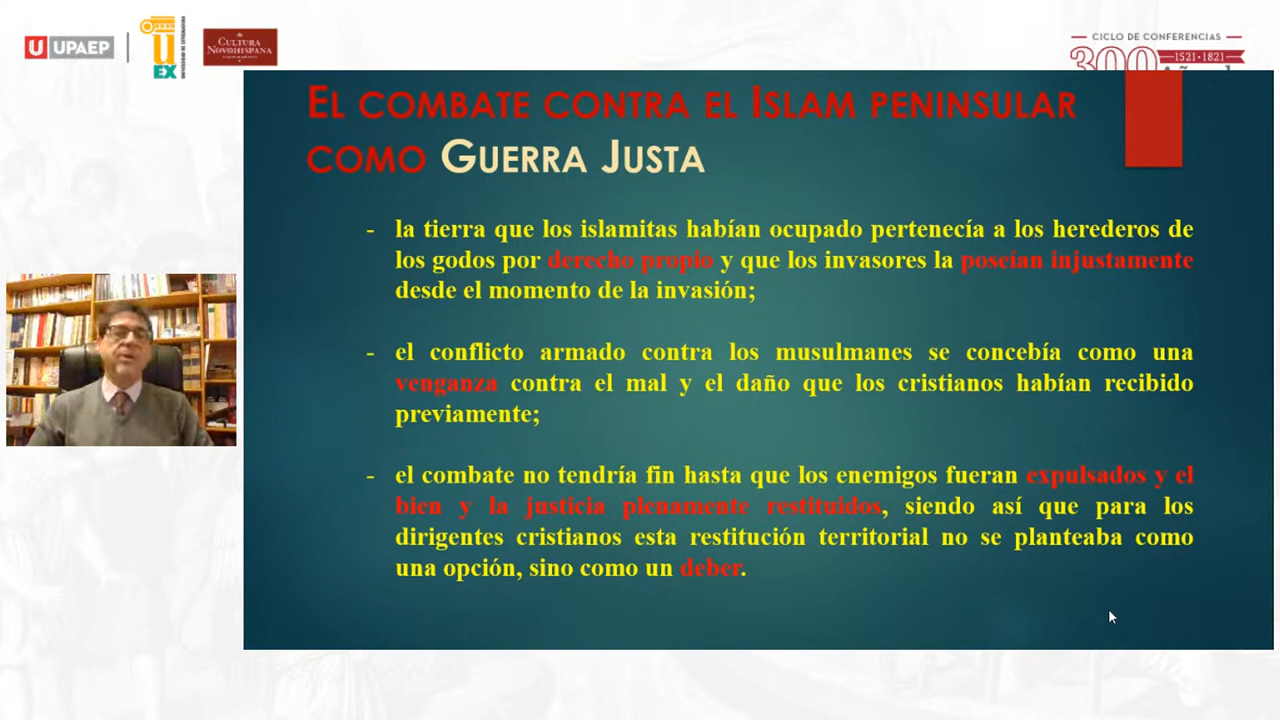 UPAEP
UEX
CULTURA
NOVOHISPANA
CICLO DE CONFERENCIAS
300
1521·1821
EL COMBATE CONTRA EL ISLAM PENINSULAR
COMO GUERRA JUSTA
- la tierra que los islamitas habían ocupado pertenecía a los herederos de
los godos por derecho propio y que los invasores la poseían injustamente
desde el momento de la invasión;
- el conflicto armado contra los musulmanes se concebía como una
venganza contra el mal y el daño que los cristianos habían recibido
previamente;
- el combate no tendría fin hasta que los enemigos fueran expulsados y el
bien y la justicia plenamente restituidos, siendo así que para los
dirigentes cristianos esta restitución territorial no se planteaba como
una opción, sino como un deber.